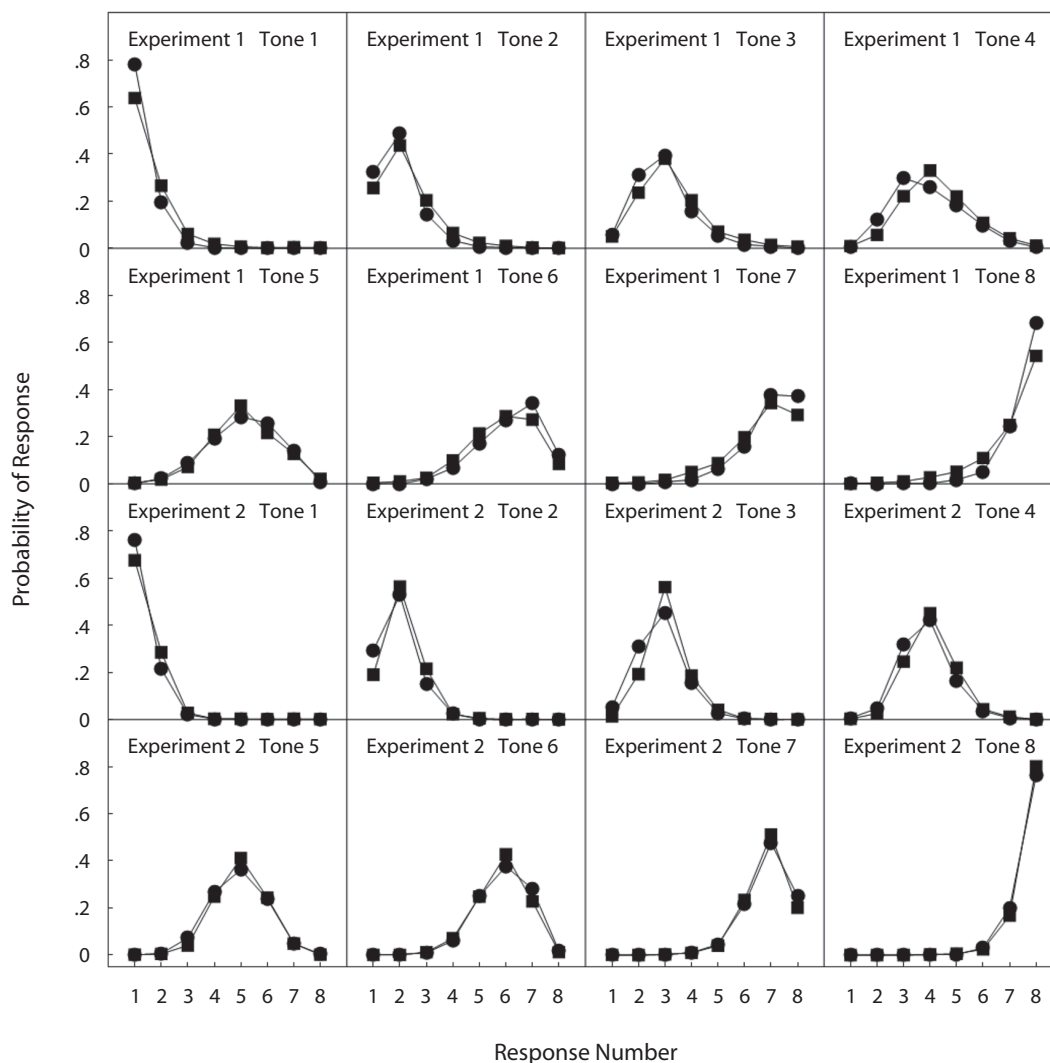 Experiment 1 Tone 1 Experiment 1 Tone 2 Experiment 1 Tone 3 Experiment 1 Tone 4
.8
.6
.4
.2
0
Experiment 1 Tone 5 Experiment 1 Tone 6 Experiment 1 Tone 7 Experiment 1 Tone 8
.8
.6
.4
.2
0
Probability of Response
Experiment 2 Tone 1 Experiment 2 Tone 2 Experiment 2 Tone 3 Experiment 2 Tone 4
.8
.6
.4
.2
0
Experiment 2 Tone 5 Experiment 2 Tone 6 Experiment 2 Tone 7 Experiment 2 Tone 8
.8
.6
.4
.2
0
1 2 3 4 5 6 7 8 1 2 3 4 5 6 7 8 1 2 3 4 5 6 7 8 1 2 3 4 5 6 7 8
Response Number